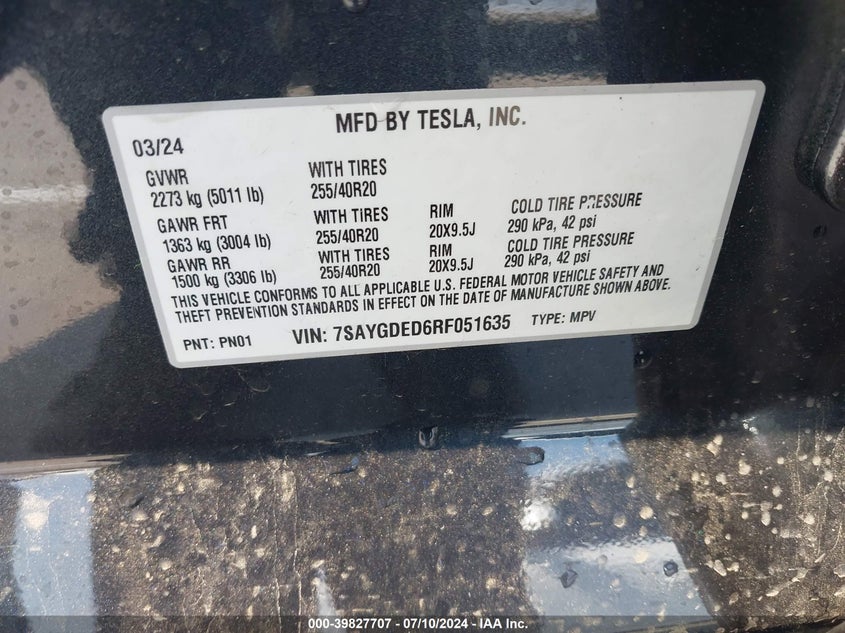 MFD BY TESLA, INC.
03/24
GVWR WITH TIRES
2273 kg (5011 lb) 255/40R20
GAWR FRT WITH TIRES RIM COLD TIRE PRESSURE
1363 kg (3004 lb) 255/40R20 20X9.5J 290 kPa, 42 psi
GAWR RR WITH TIRES RIM COLD TIRE PRESSURE
1500 kg (3306 lb) 255/40R20 20X9.5J 290 kPa, 42 psi
THIS VEHICLE CONFORMS TO ALL APPLICABLE U.S. FEDERAL MOTOR VEHICLE SAFETY AND
THEFT PREVENTION STANDARDS IN EFFECT ON THE DATE OF MANUFACTURE SHOWN ABOVE.
PNT: PN01 VIN: 7SAYGDED6RF051635 TYPE: MPV
000-39827707 - 07/10/2024 - IAA Inc.